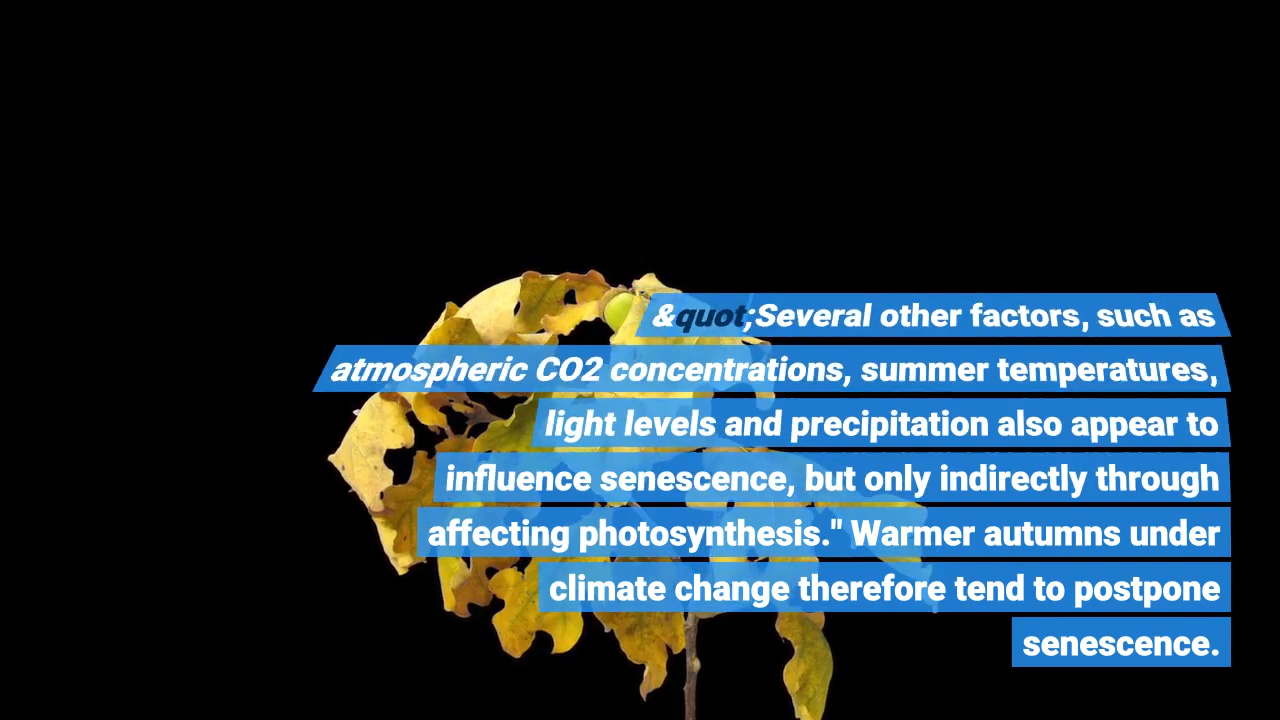 &quot;Several other factors, such as
atmospheric CO2 concentrations, summer temperatures,
light levels and precipitation also appear to
influence senescence, but only indirectly through
affecting photosynthesis." Warmer autumns under
climate change therefore tend to postpone
senescence.